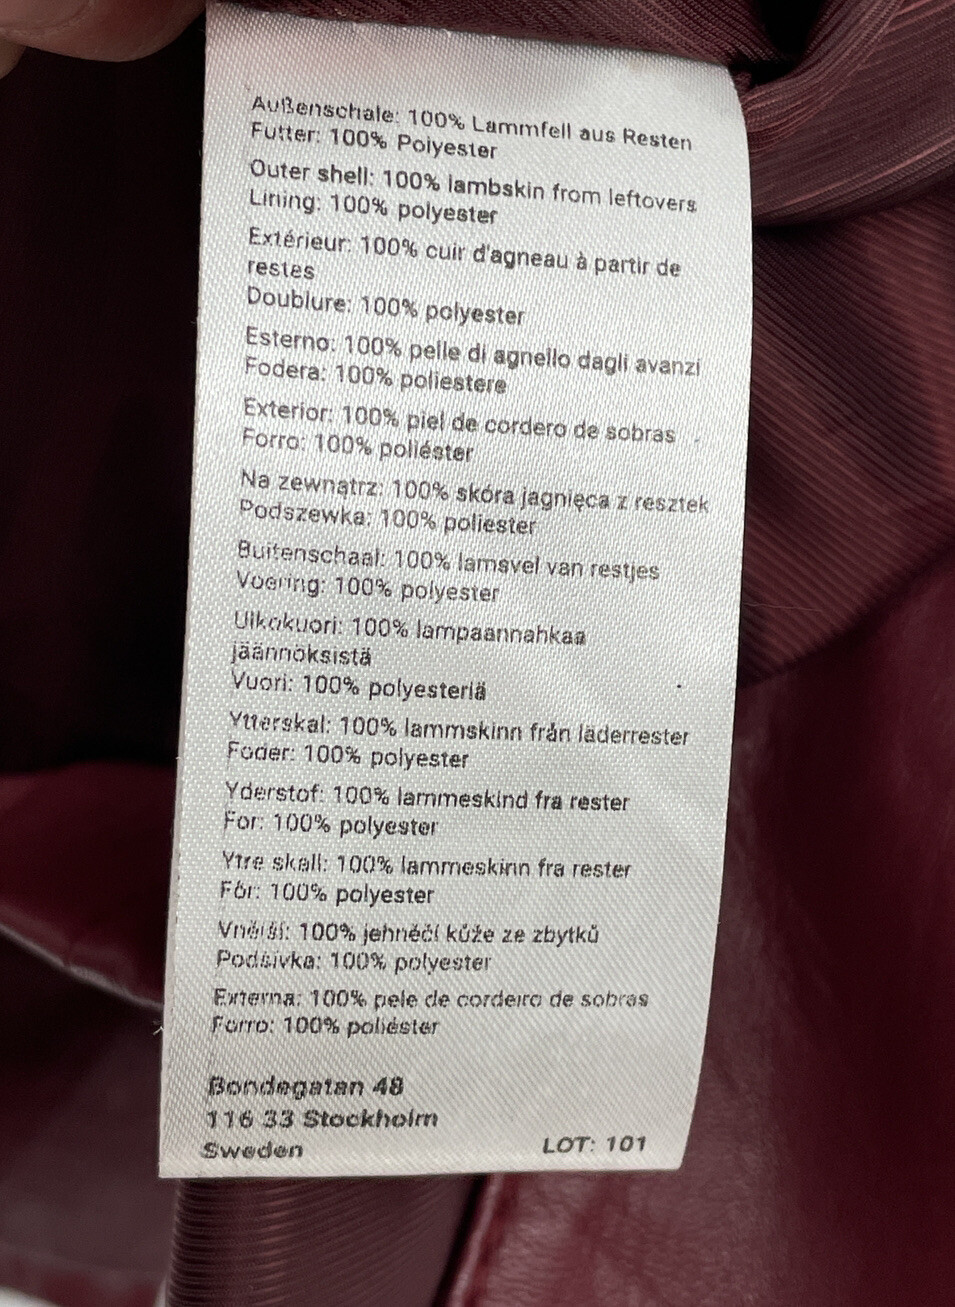 Außenschale: 100% Lammfell aus Resten
Futter: 100% Polyester
Outer shell: 100% lambskin from leftovers
Lining: 100% polyester
Extérieur: 100% cuir d'agneau à partir de
restes
Doublure: 100% polyester
Esterno: 100% pelle di agnello dagli avanzi
Fodera: 100% poliestere
Exterior: 100% piel de cordero de sobras
Forro: 100% poliéster
Na zewnątrz: 100% skóra jagnięca z resztek
Podszewka: 100% poliester
Buitenschaal: 100% lamsvel van restjes
Voering: 100% polyester
Ulkokuori: 100% lampaannahkaa
jäännöksistä
Vuori: 100% polyesteriä
Ytterskal: 100% lammskinn från läderrester
Foder: 100% polyester
Yderstof: 100% lammeskind fra rester
For: 100% polyester
Ytre skall: 100% lammeskinn fra rester
Fôr: 100% polyester
Vnější: 100% jehněčí kůže ze zbytků
Podšívka: 100% polyester
Externa: 100% pele de cordeiro de sobras
Forro: 100% poliéster
Bondegatan 48
116 33 Stockholm
Sweden
LOT: 101